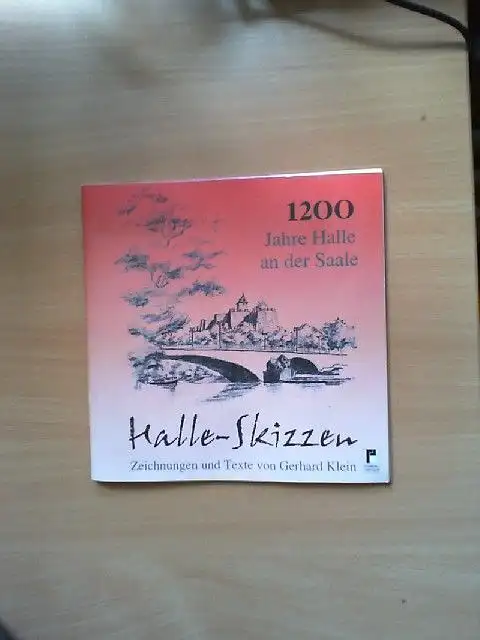 1200
Jahre Halle
an der Saale
Halle-Skizzen
Zeichnungen und Texte von Gerhard Klein